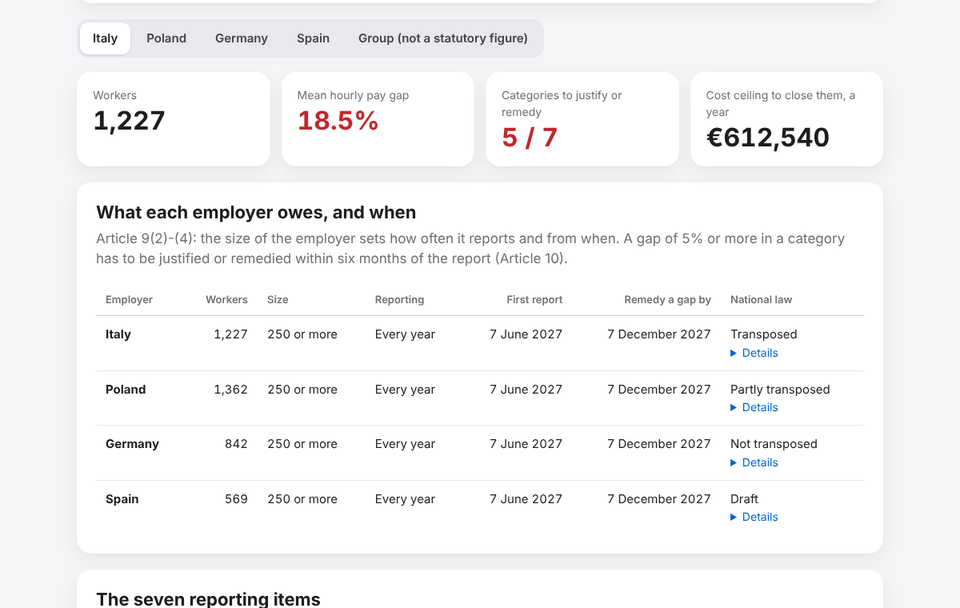 Italy Poland Germany Spain Group (not a statutory figure)
Workers
1,227
Mean hourly pay gap
18.5%
Categories to justify or
remedy
5 / 7
Cost ceiling to close them, a
year
€612,540
What each employer owes, and when
Article 9(2)-(4): the size of the employer sets how often it reports and from when. A gap of 5% or more in a category
has to be justified or remedied within six months of the report (Article 10).
Employer Workers Size Reporting First report Remedy a gap by National law
Italy 1,227 250 or more Every year 7 June 2027 7 December 2027 Transposed
▶ Details
Poland 1,362 250 or more Every year 7 June 2027 7 December 2027 Partly transposed
▶ Details
Germany 842 250 or more Every year 7 June 2027 7 December 2027 Not transposed
▶ Details
Spain 569 250 or more Every year 7 June 2027 7 December 2027 Draft
▶ Details
The seven reporting items